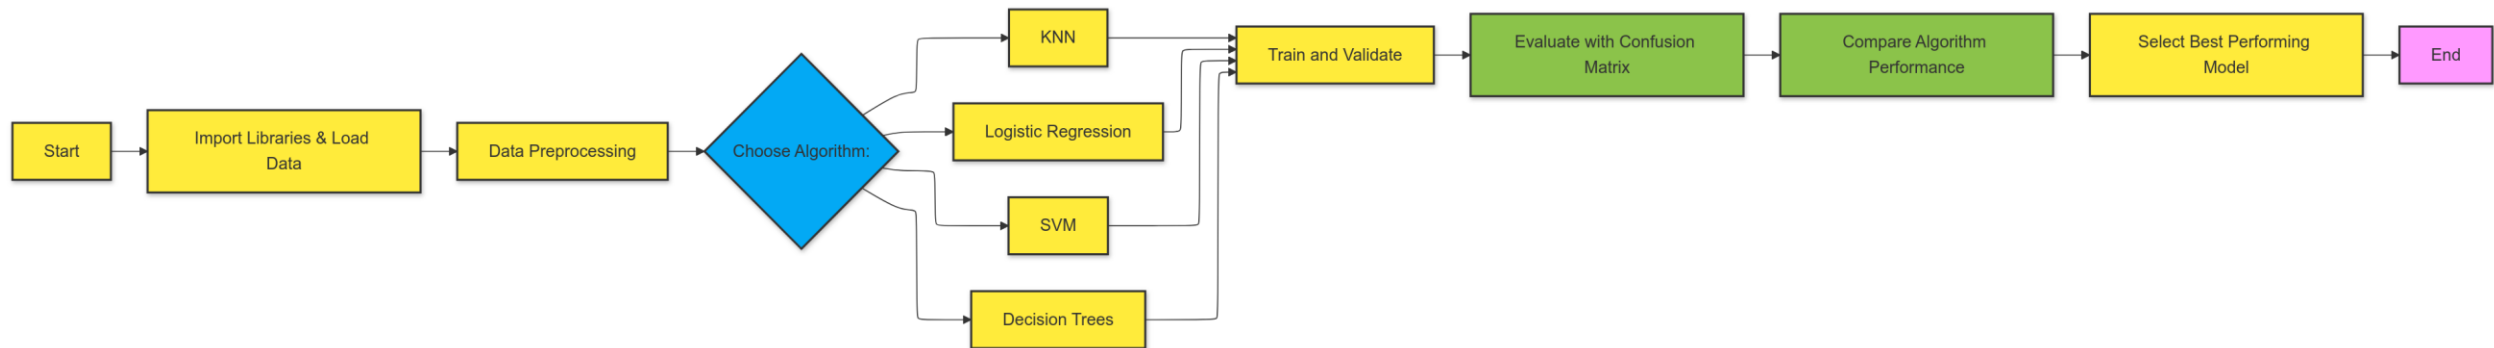 Start
Import Libraries & Load
Data
Data Preprocessing
Choose Algorithm:
KNN
Logistic Regression
SVM
Decision Trees
Train and Validate
Evaluate with Confusion
Matrix
Compare Algorithm
Performance
Select Best Performing
Model
End